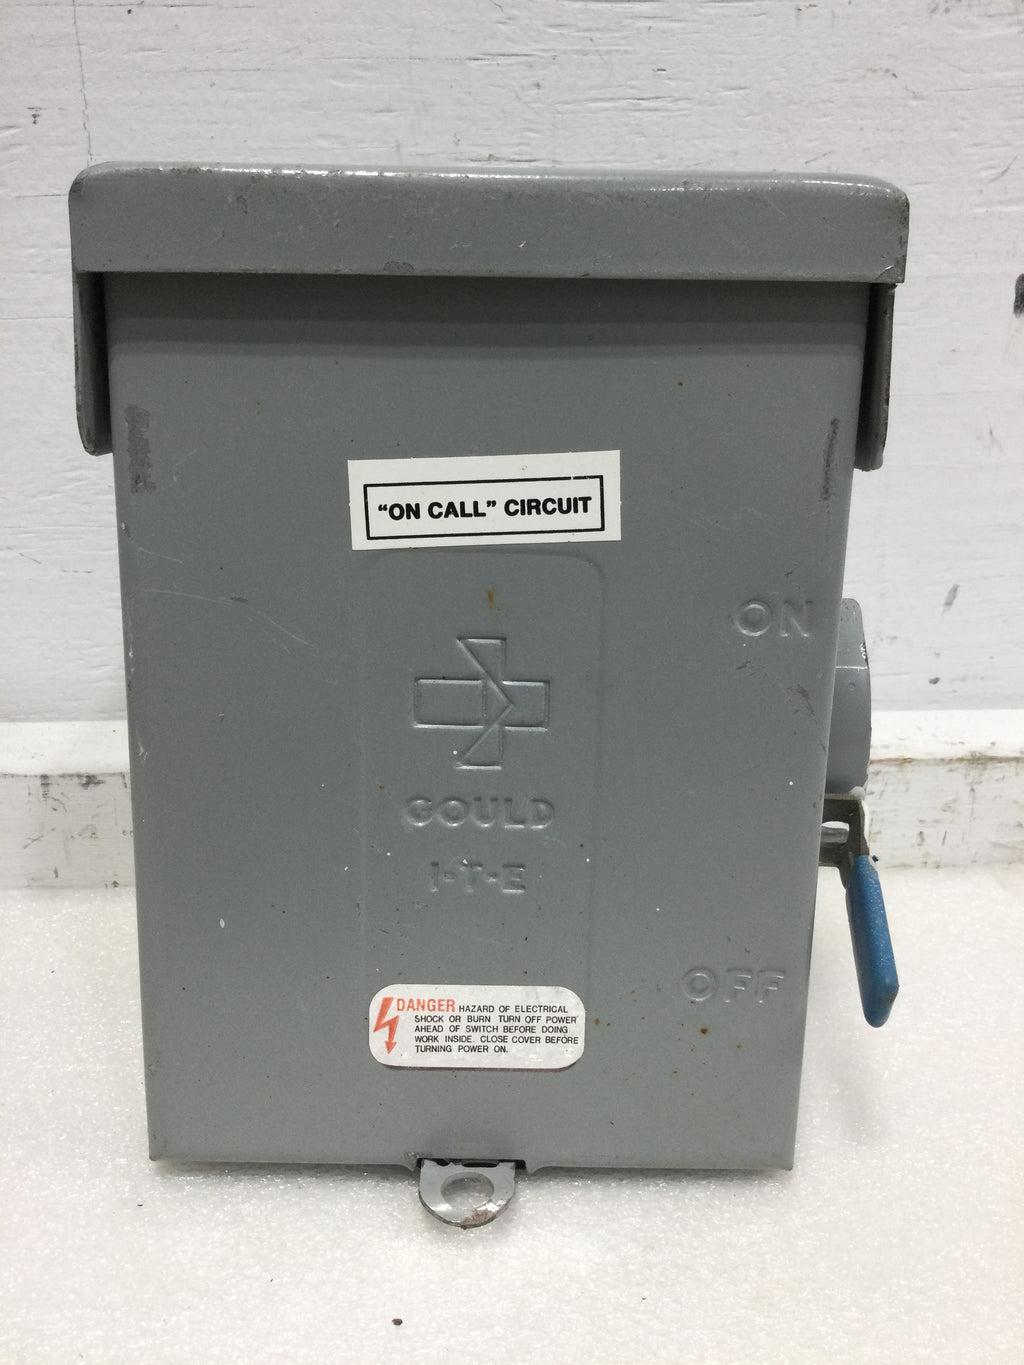 "ON CALL" CIRCUIT
ON
GOULD
I-T-E
OFF
DANGER HAZARD OF ELECTRICAL
SHOCK OR BURN TURN OFF POWER
AHEAD OF SWITCH BEFORE DOING
WORK INSIDE. CLOSE COVER BEFORE
TURNING POWER ON.